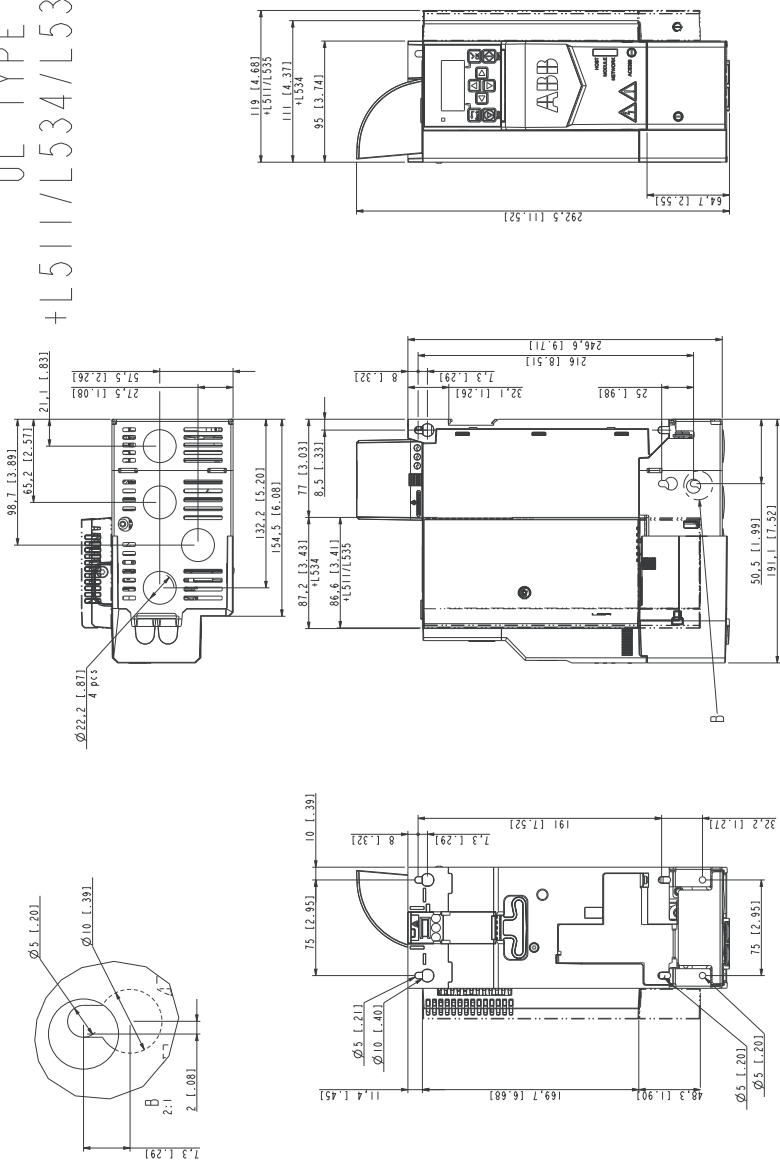 UL TYPE
+L511/L534/L53
119 [4.68]
+L511/L535
111 [4.37]
+L534
95 [3.74]
292,5 [11.52]
64,7 [2.55]
ABB
HOST
MODULE
NETWORK
ACS380
98,7 [3.89]
65,2 [2.57]
21,1 [.83]
57,5 [2.26]
27,5 [1.08]
132,2 [5.20]
154,5 [6.08]
Ø22,2 [.87]
4 pcs
246,6 [9.71]
216 [8.51]
8 [.32]
7,3 [.29]
32,1 [1.26]
25 [.98]
77 [3.03]
8,5 [.33]
87,2 [3.43]
+L534
86,6 [3.41]
+L511/L535
50,5 [1.99]
191,1 [7.52]
B
10 [.39]
8 [.32]
7,3 [.29]
191 [7.52]
32,2 [1.27]
75 [2.95]
75 [2.95]
Ø5 [.21]
Ø10 [.40]
11,4 [.45]
169,7 [6.68]
48,3 [1.90]
Ø5 [.20]
Ø5 [.20]
Ø5 [.20]
Ø10 [.39]
B
2:1
2 [.08]
7,3 [.29]